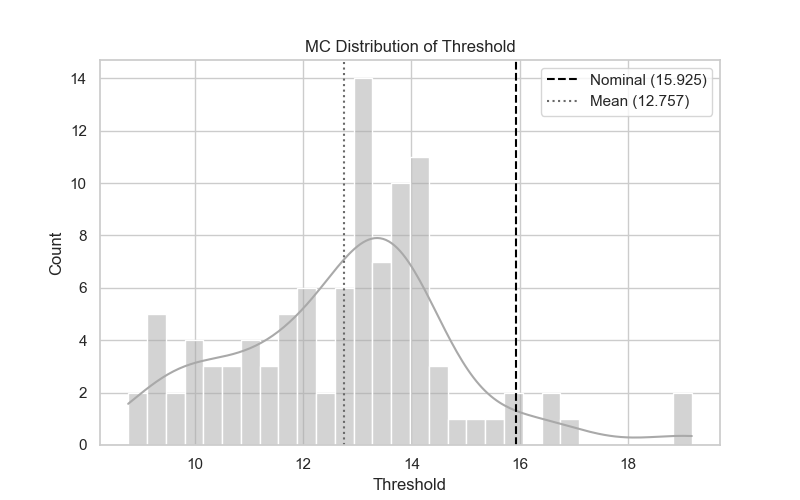 MC Distribution of Threshold
Nominal (15.925)
Mean (12.757)
14
12
10
8
6
4
2
0
Count
10
12
14
16
18
Threshold